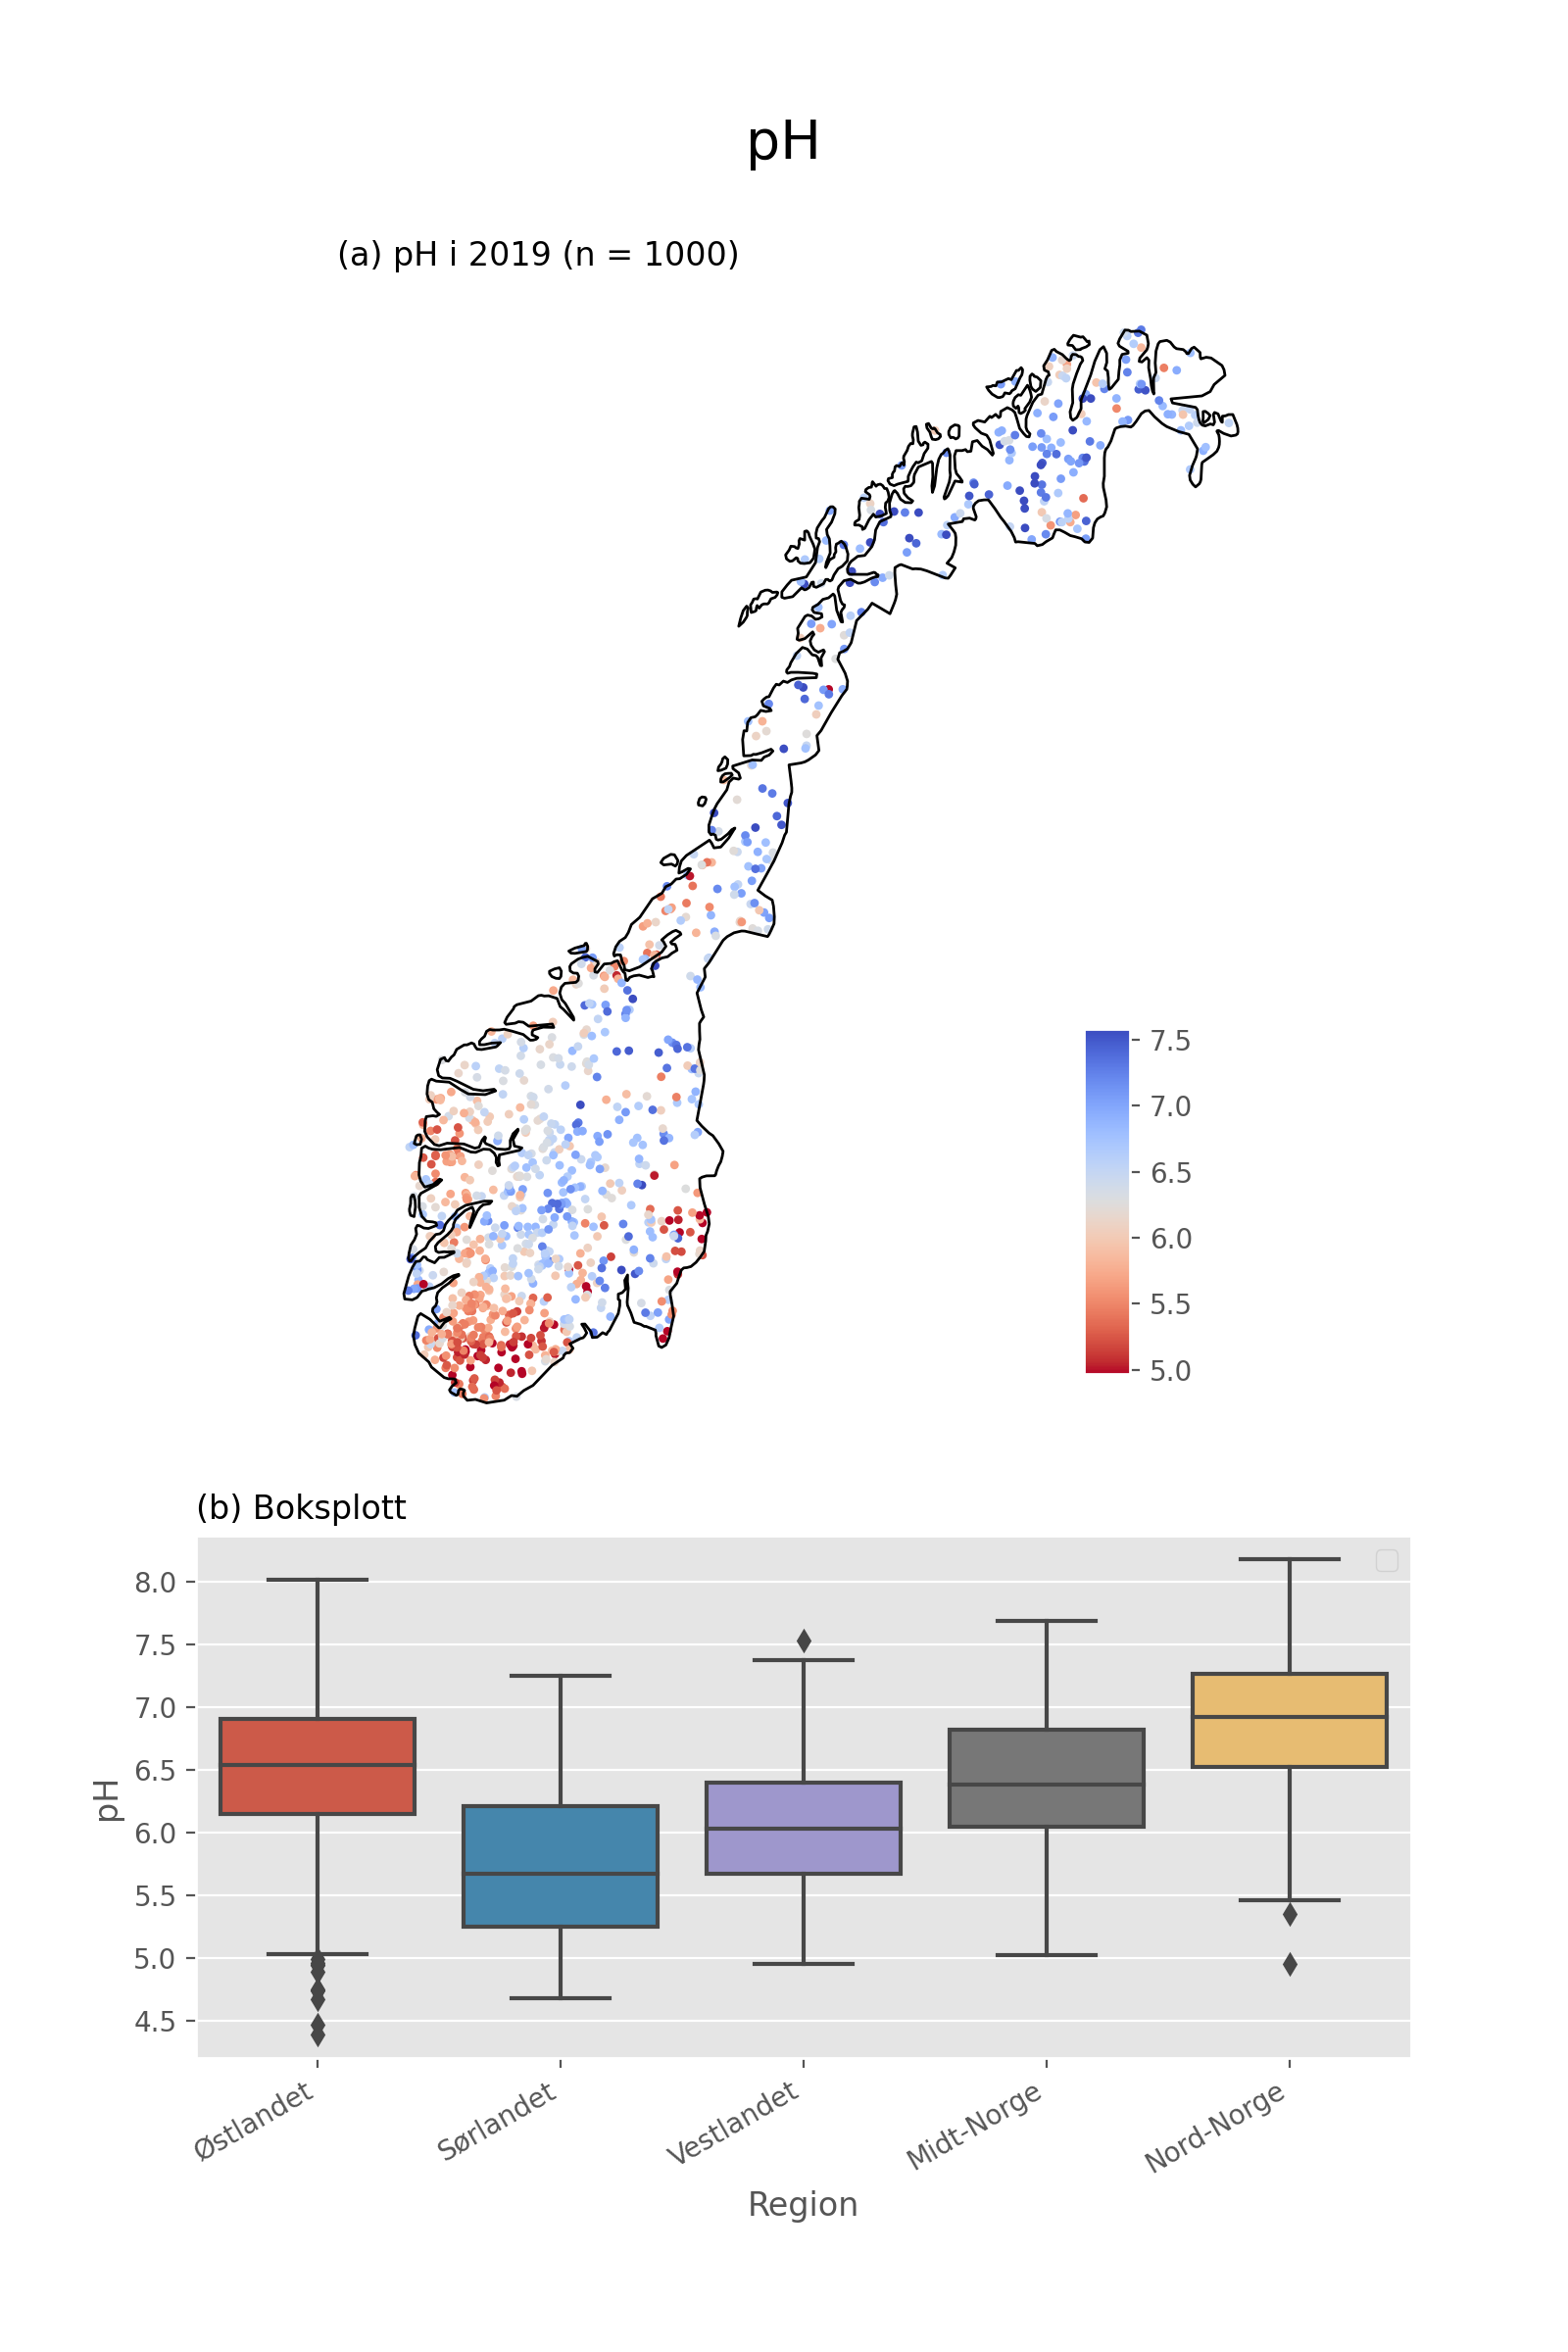 pH
(a) pH i 2019 (n = 1000)
7.5
7.0
6.5
6.0
5.5
5.0
(b) Boksplott
8.0
7.5
7.0
6.5
6.0
5.5
5.0
4.5
pH
Østlandet
Sørlandet
Vestlandet
Midt-Norge
Nord-Norge
Region